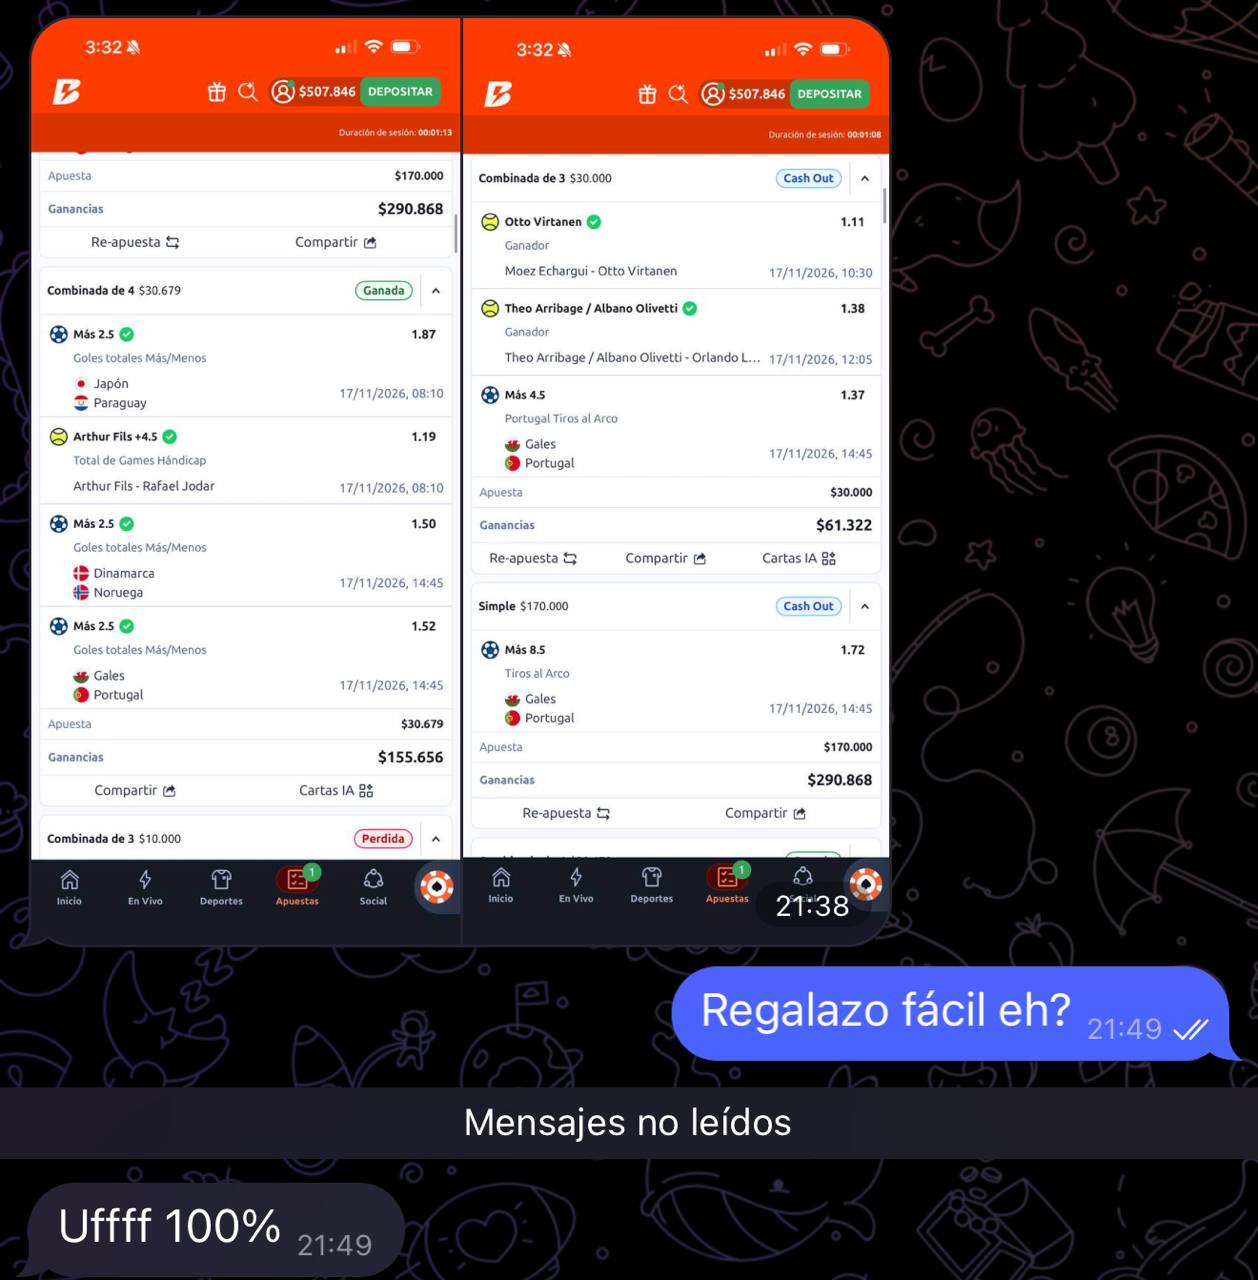 3:32
$507.846
DEPOSITAR
Duración de sesión: 00:01:13
Apuesta $170.000
Ganancias $290.868
Re-apuesta Compartir
Combinada de 4 $30.679 Ganada
Más 2.5 1.87
Goles totales Más/Menos
Japón
Paraguay
17/11/2026, 08:10
Arthur Fils +4.5 1.19
Total de Games Hándicap
Arthur Fils - Rafael Jodar 17/11/2026, 08:10
Más 2.5 1.50
Goles totales Más/Menos
Dinamarca
Noruega
17/11/2026, 14:45
Más 2.5 1.52
Goles totales Más/Menos
Gales
Portugal
17/11/2026, 14:45
Apuesta $30.679
Ganancias $155.656
Compartir Cartas IA
Combinada de 3 $10.000 Perdida
1
Inicio En Vivo Deportes Apuestas Social
3:32
$507.846
DEPOSITAR
Duración de sesión: 00:01:08
Combinada de 3 $30.000 Cash Out
Otto Virtanen 1.11
Ganador
Moez Echargui - Otto Virtanen 17/11/2026, 10:30
Theo Arribage / Albano Olivetti 1.38
Ganador
Theo Arribage / Albano Olivetti - Orlando L... 17/11/2026, 12:05
Más 4.5 1.37
Portugal Tiros al Arco
Gales
Portugal
17/11/2026, 14:45
Apuesta $30.000
Ganancias $61.322
Re-apuesta Compartir Cartas IA
Simple $170.000 Cash Out
Más 8.5 1.72
Tiros al Arco
Gales
Portugal
17/11/2026, 14:45
Apuesta $170.000
Ganancias $290.868
Re-apuesta Compartir
1
Inicio En Vivo Deportes Apuestas
21:38
Regalazo fácil eh? 21:49
Mensajes no leídos
Uffff 100% 21:49